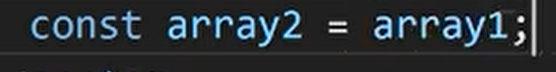 const array2 = array1;